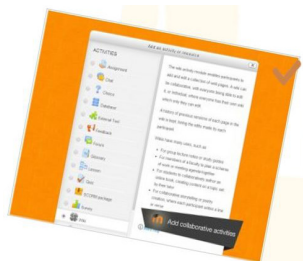 Add an activity or resource
ACTIVITIES
Assignment
Chat
Choice
Database
External Tool
Feedback
Forum
Glossary
Lesson
Quiz
SCORM package
Survey
Wiki
The wiki activity module enables participants to
add and edit a collection of web pages. A wiki can
be collaborative, with everyone being able to edit
it, or individual, where everyone has their own wiki
which only they can edit.
A history of previous versions of each page in the
wiki is kept, listing the edits made by each
participant.
Wikis have many uses, such as
For group lecture notes or study guides
For members of a faculty to plan a scheme
of work or meeting agenda together
For students to collaboratively author an
online book, creating content on a topic set
by their tutor
For collaborative storytelling or poetry
creation, where each participant writes a line
or verse
m Add collaborative activities